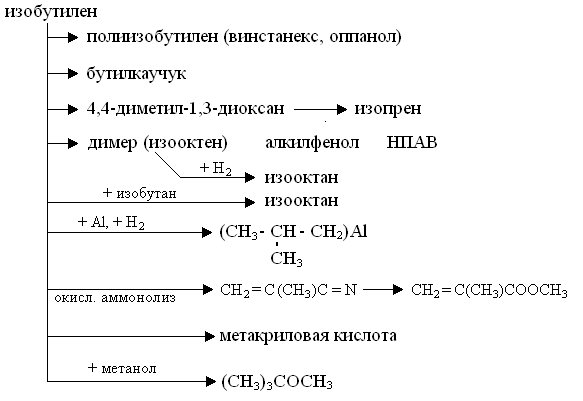 изобутилен
полиизобутилен (винстанекс, оппанол)
бутилкаучук
4,4-диметил-1,3-диоксан изопрен
димер (изооктен) алкилфенол НПАВ
+ H2
изооктан
+ изобутан
изооктан
+ Al, + H2
(CH3- CH - CH2)Al
CH3
окисл. аммонолиз
CH2=C(CH3)C=N CH2=C(CH3)COOCH3
метакриловая кислота
+ метанол
(CH3)3COCH3